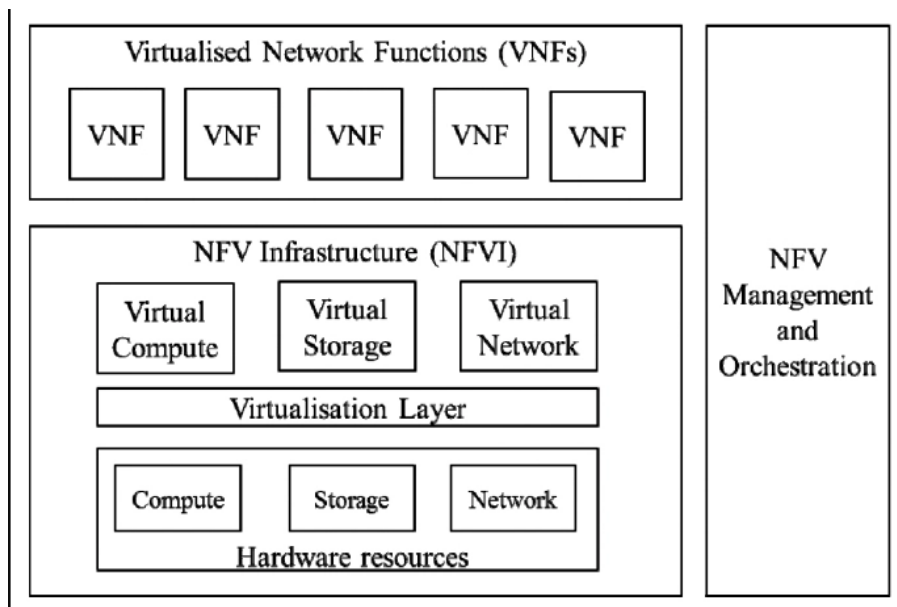 Virtualised Network Functions (VNFs)
VNF
VNF
VNF
VNF
VNF
NFV Infrastructure (NFVI)
Virtual
Compute
Virtual
Storage
Virtual
Network
Virtualisation Layer
Compute
Storage
Network
Hardware resources
NFV
Management
and
Orchestration